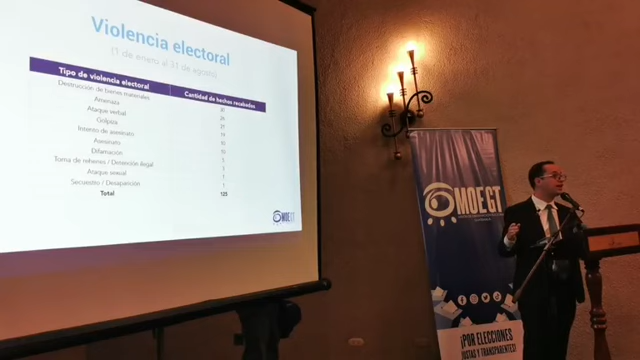 Violencia electoral
(1 de enero al 31 de agosto)
Tipo de violencia electoral Cantidad de hechos recabados
Destrucción de bienes materiales
Amenaza
Ataque verbal
Golpiza
Intento de asesinato
Asesinato
Difamación
Toma de rehenes / Detención ilegal
Ataque sexual
Secuestro / Desaparición
Total 125
MOEGT
MOEGT
¡POR ELECCIONES
JUSTAS Y TRANSPARENTES!